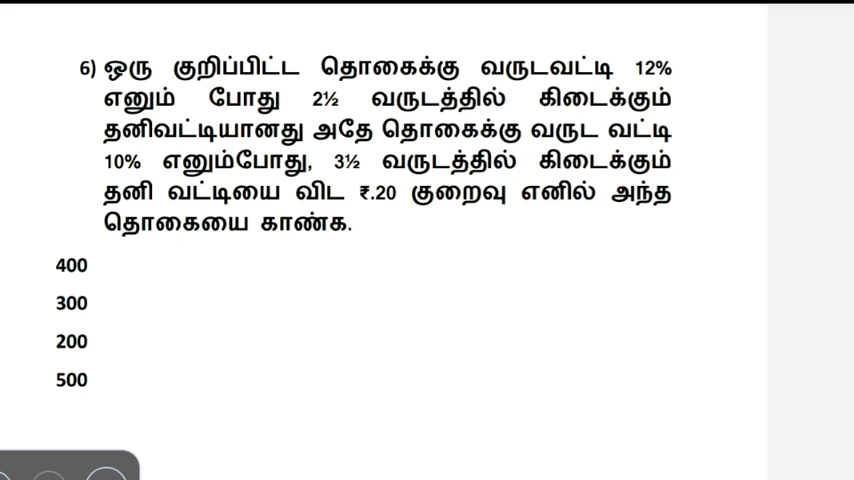 6) ஒரு குறிப்பிட்ட தொகைக்கு வருடவட்டி 12%
எனும் போது 2½ வருடத்தில் கிடைக்கும்
தனிவட்டியானது அதே தொகைக்கு வருட வட்டி
10% எனும்போது, 3½ வருடத்தில் கிடைக்கும்
தனி வட்டியை விட ₹.20 குறைவு எனில் அந்த
தொகையை காண்க.
400
300
200
500